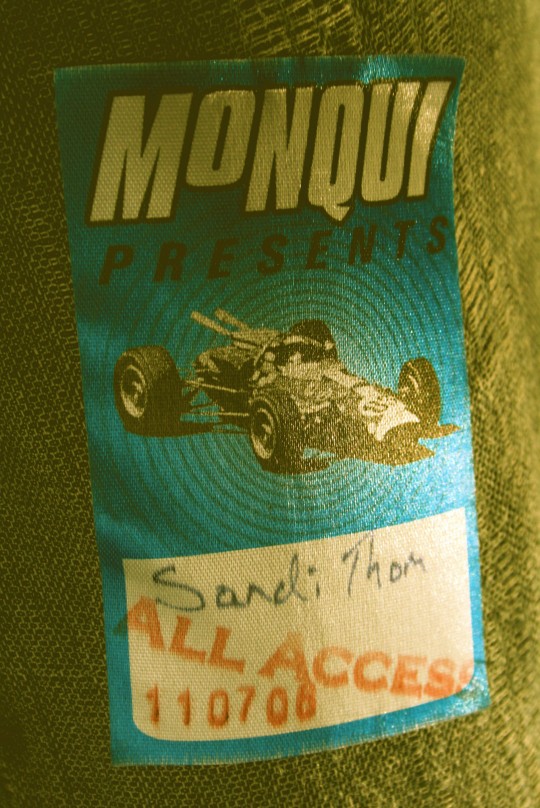 MONQUI
PRESENTS
Sandi Thom
ALL ACCESS
110706